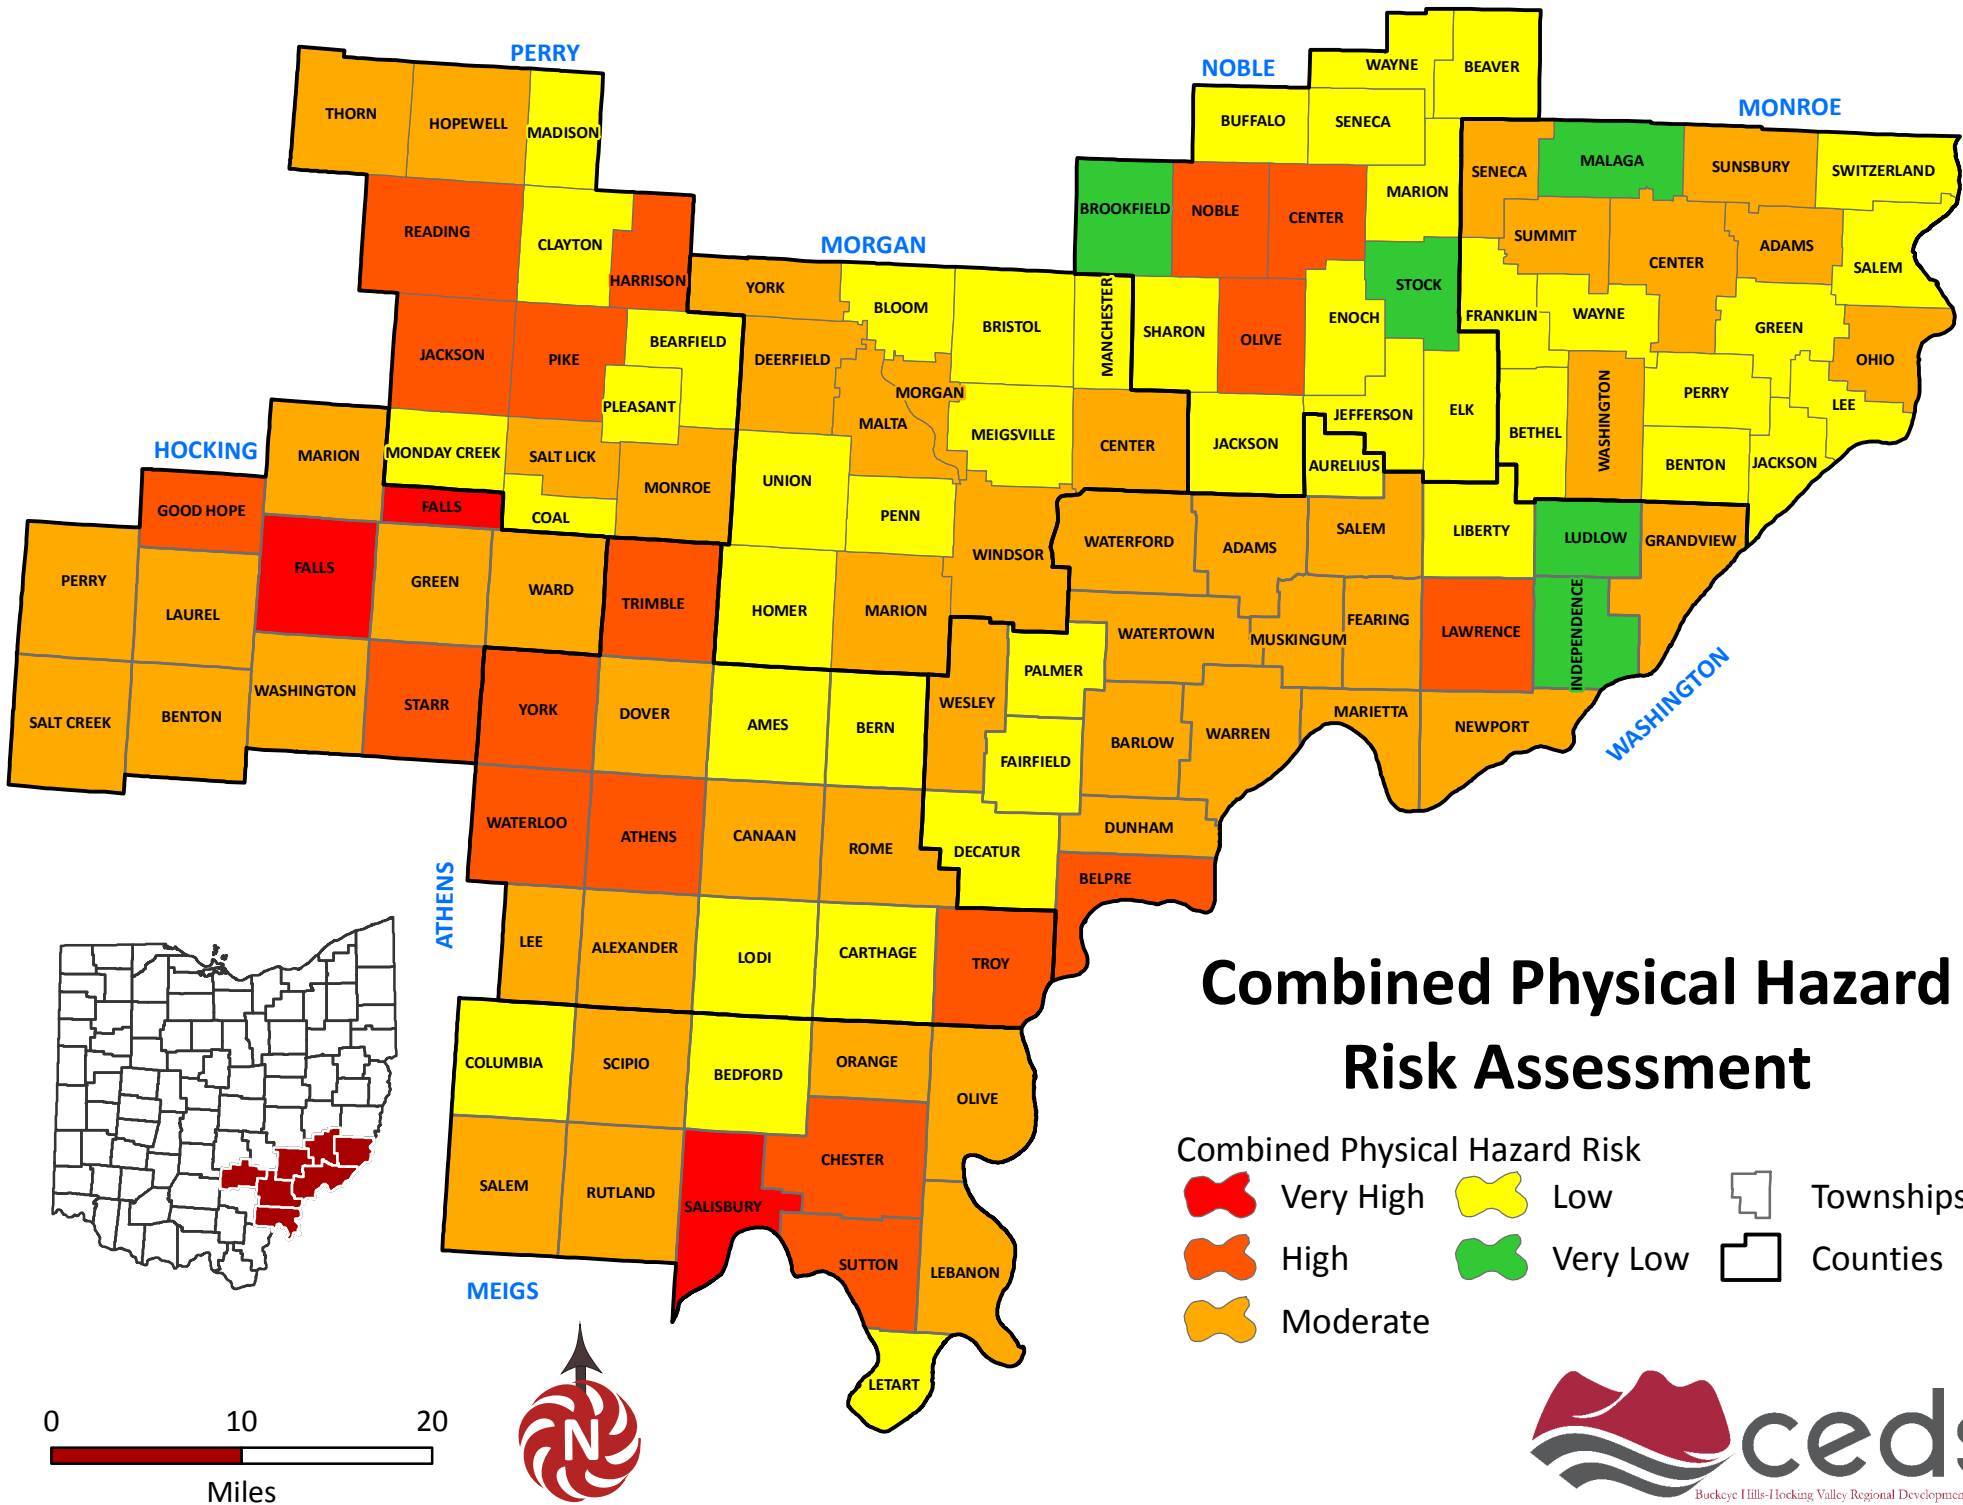 PERRY
THORN
HOPEWELL
MADISON
READING
CLAYTON
HARRISON
JACKSON
PIKE
BEARFIELD
PLEASANT
MONDAY CREEK
SALT LICK
MONROE
COAL
HOCKING
MARION
GOOD HOPE
FALLS
FALLS
PERRY
LAUREL
GREEN
WARD
SALT CREEK
BENTON
WASHINGTON
STARR
MORGAN
YORK
BLOOM
BRISTOL
MANCHESTER
DEERFIELD
MORGAN
MALTA
MEIGSVILLE
CENTER
UNION
PENN
WINDSOR
HOMER
MARION
NOBLE
WAYNE
BEAVER
BUFFALO
SENECA
BROOKFIELD
NOBLE
CENTER
MARION
STOCK
SHARON
OLIVE
ENOCH
JACKSON
JEFFERSON
ELK
MONROE
SENECA
MALAGA
SUNSBURY
SWITZERLAND
SUMMIT
CENTER
ADAMS
SALEM
FRANKLIN
WAYNE
GREEN
OHIO
BETHEL
WASHINGTON
PERRY
LEE
BENTON
JACKSON
AURELIUS
WATERFORD
ADAMS
SALEM
LIBERTY
LUDLOW
GRANDVIEW
WATERTOWN
MUSKINGUM
FEARING
LAWRENCE
INDEPENDENCE
WASHINGTON
WESLEY
PALMER
FAIRFIELD
BARLOW
WARREN
MARIETTA
NEWPORT
DECATUR
DUNHAM
BELPRE
ATHENS
TRIMBLE
YORK
DOVER
AMES
BERN
WATERLOO
ATHENS
CANAAN
ROME
LEE
ALEXANDER
LODI
CARTHAGE
TROY
COLUMBIA
SCIPIO
BEDFORD
ORANGE
OLIVE
SALEM
RUTLAND
SALISBURY
CHESTER
SUTTON
LEBANON
LETART
MEIGS
Combined Physical Hazard
Risk Assessment
Combined Physical Hazard Risk
Very High
Low
Townships
High
Very Low
Counties
Moderate
0 10 20
Miles
N
ceds
Buckeye Hills-Hocking Valley Regional Developmen